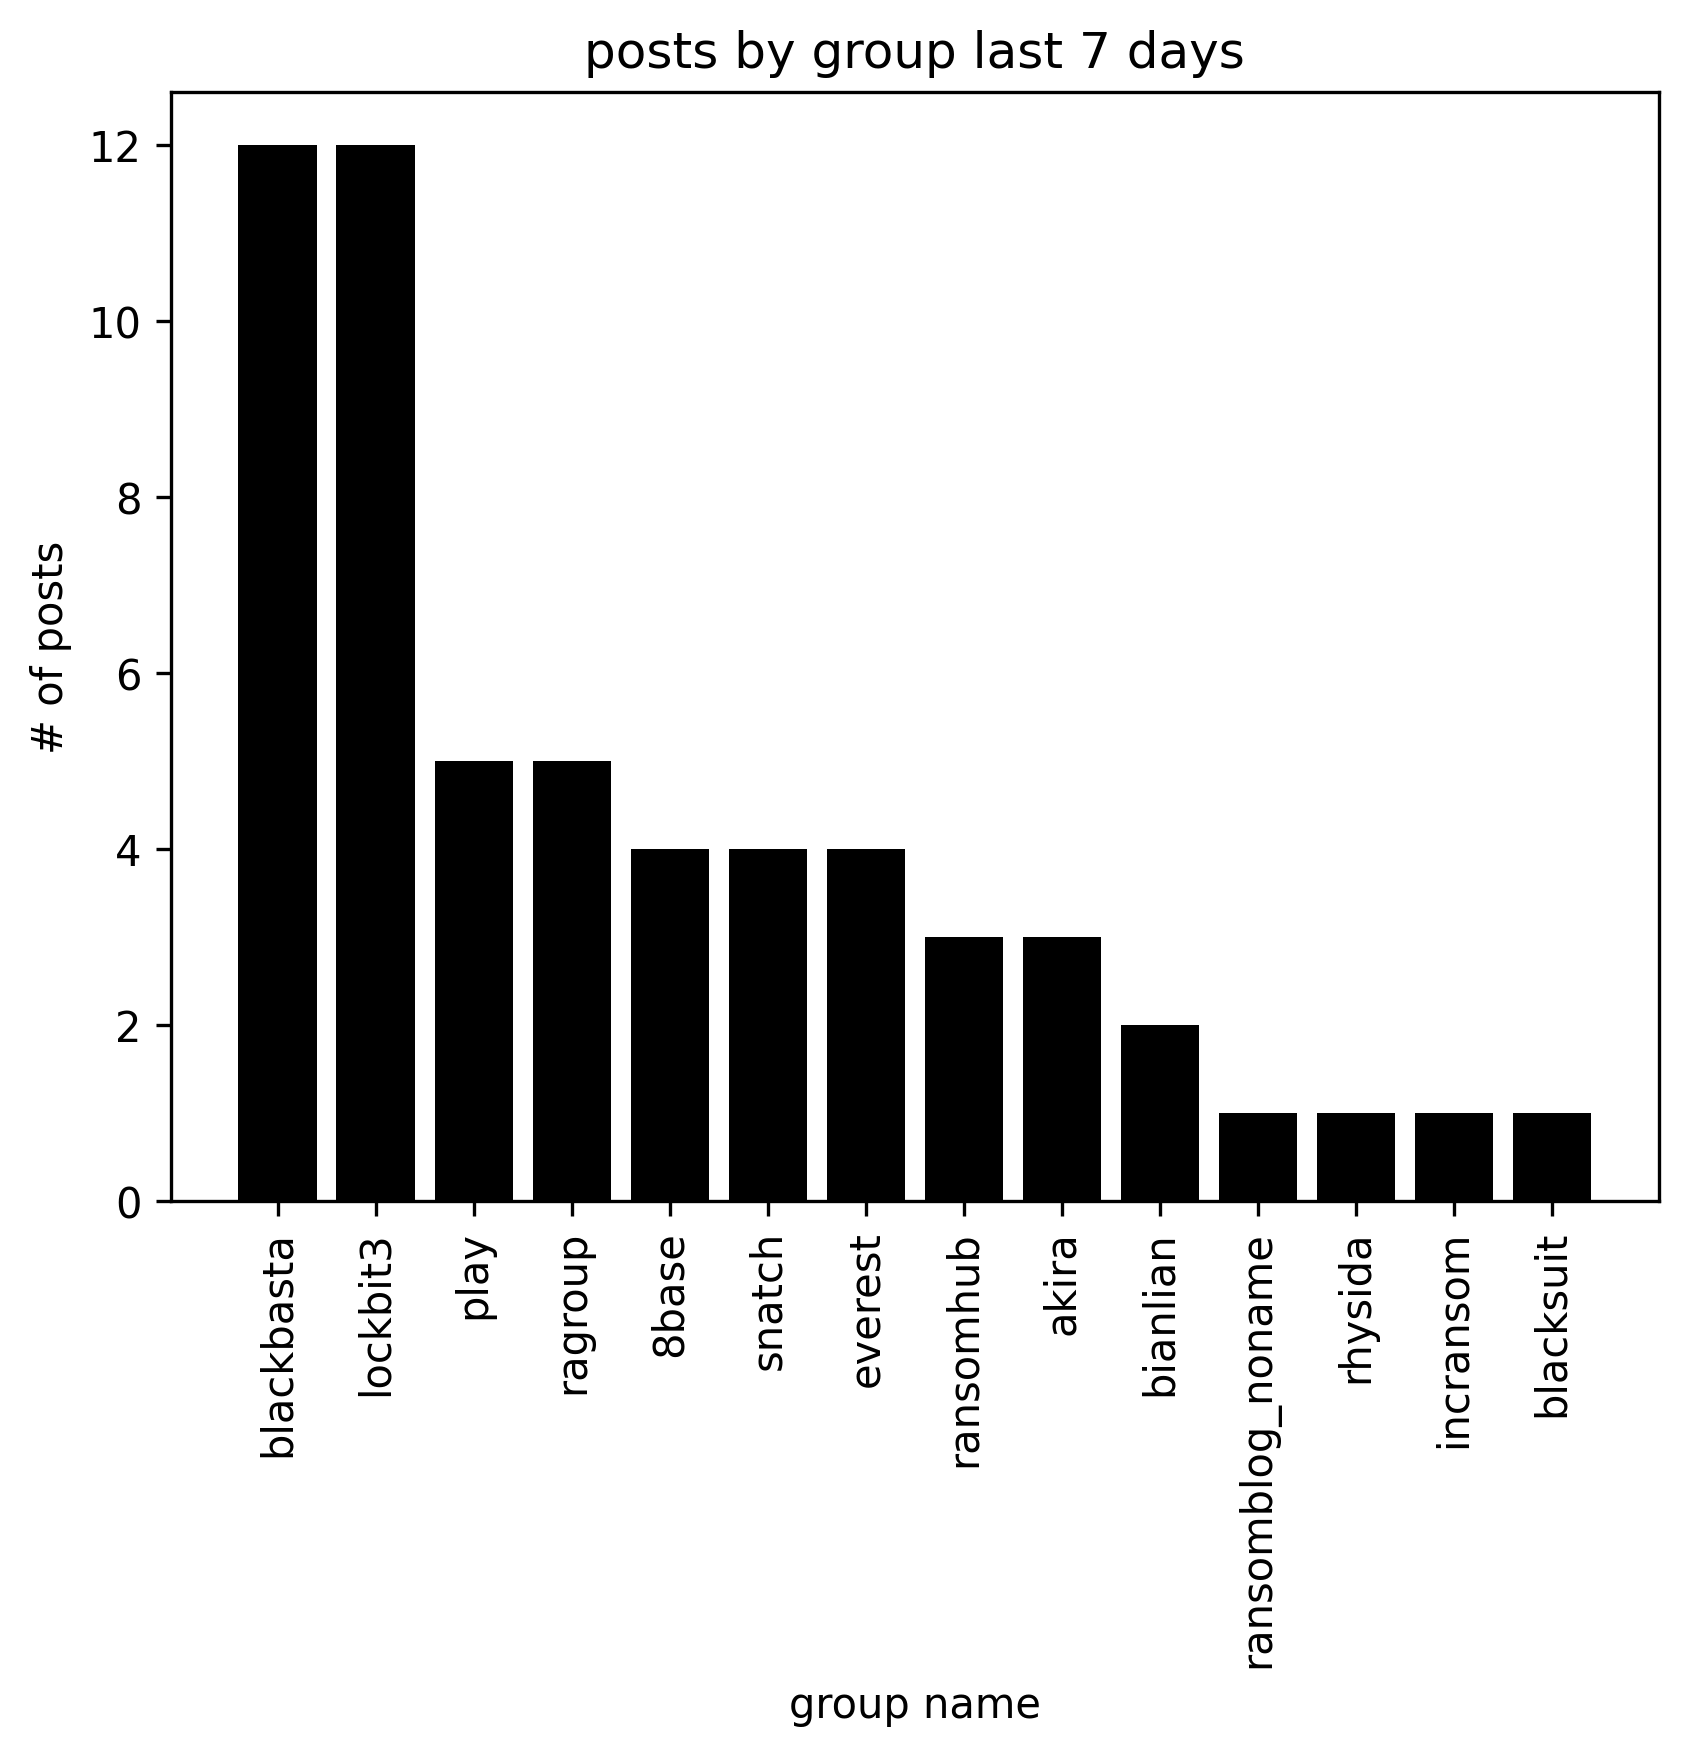 posts by group last 7 days
# of posts
12
10
8
6
4
2
0
blackbasta
lockbit3
play
ragroup
8base
snatch
everest
ransomhub
akira
bianlian
ransomblog_noname
rhysida
incransom
blacksuit
group name